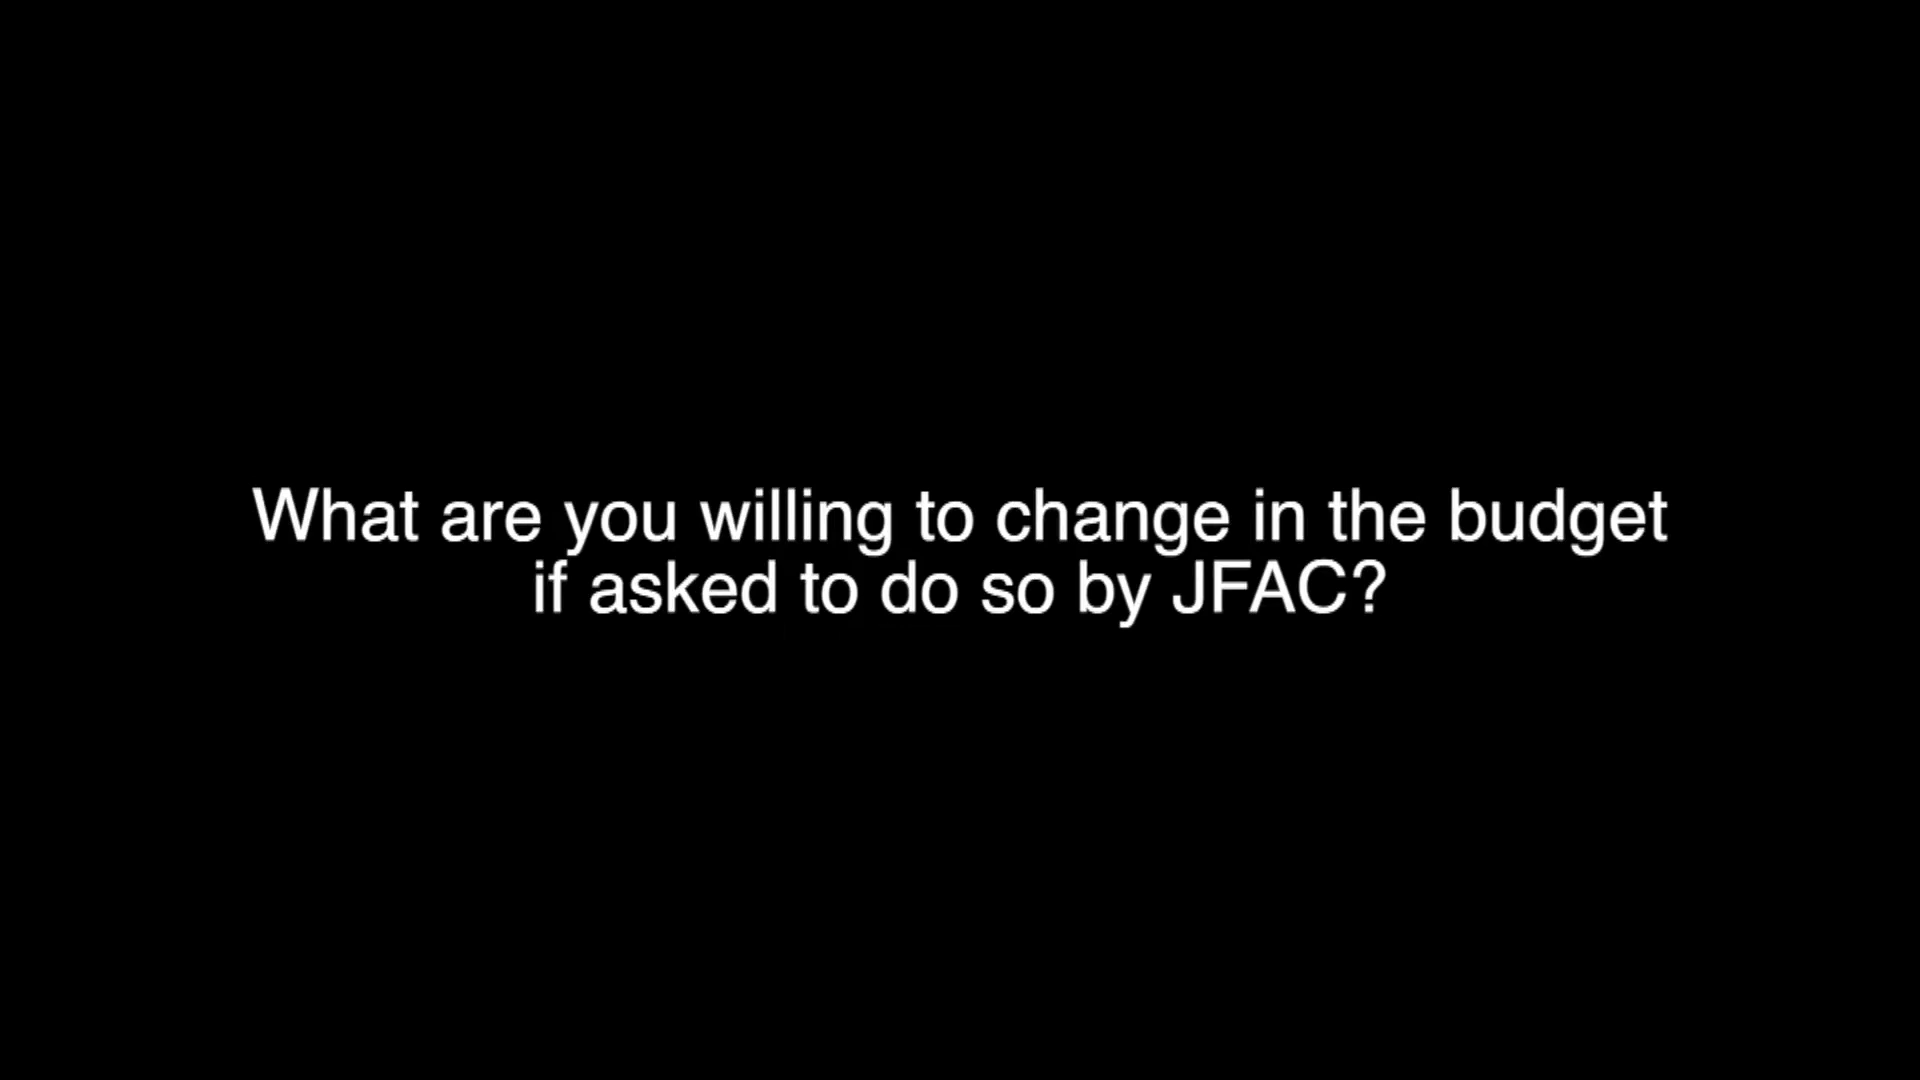 What are you willing to change in the budget
if asked to do so by JFAC?